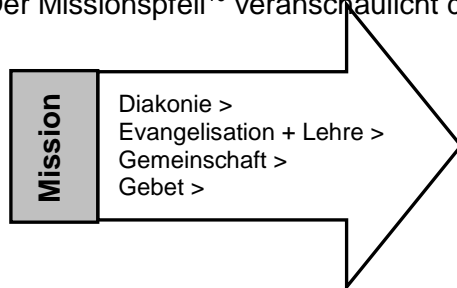 Der Missionspfeil veranschaulicht d
Mission
Diakonie >
Evangelisation + Lehre >
Gemeinschaft >
Gebet >